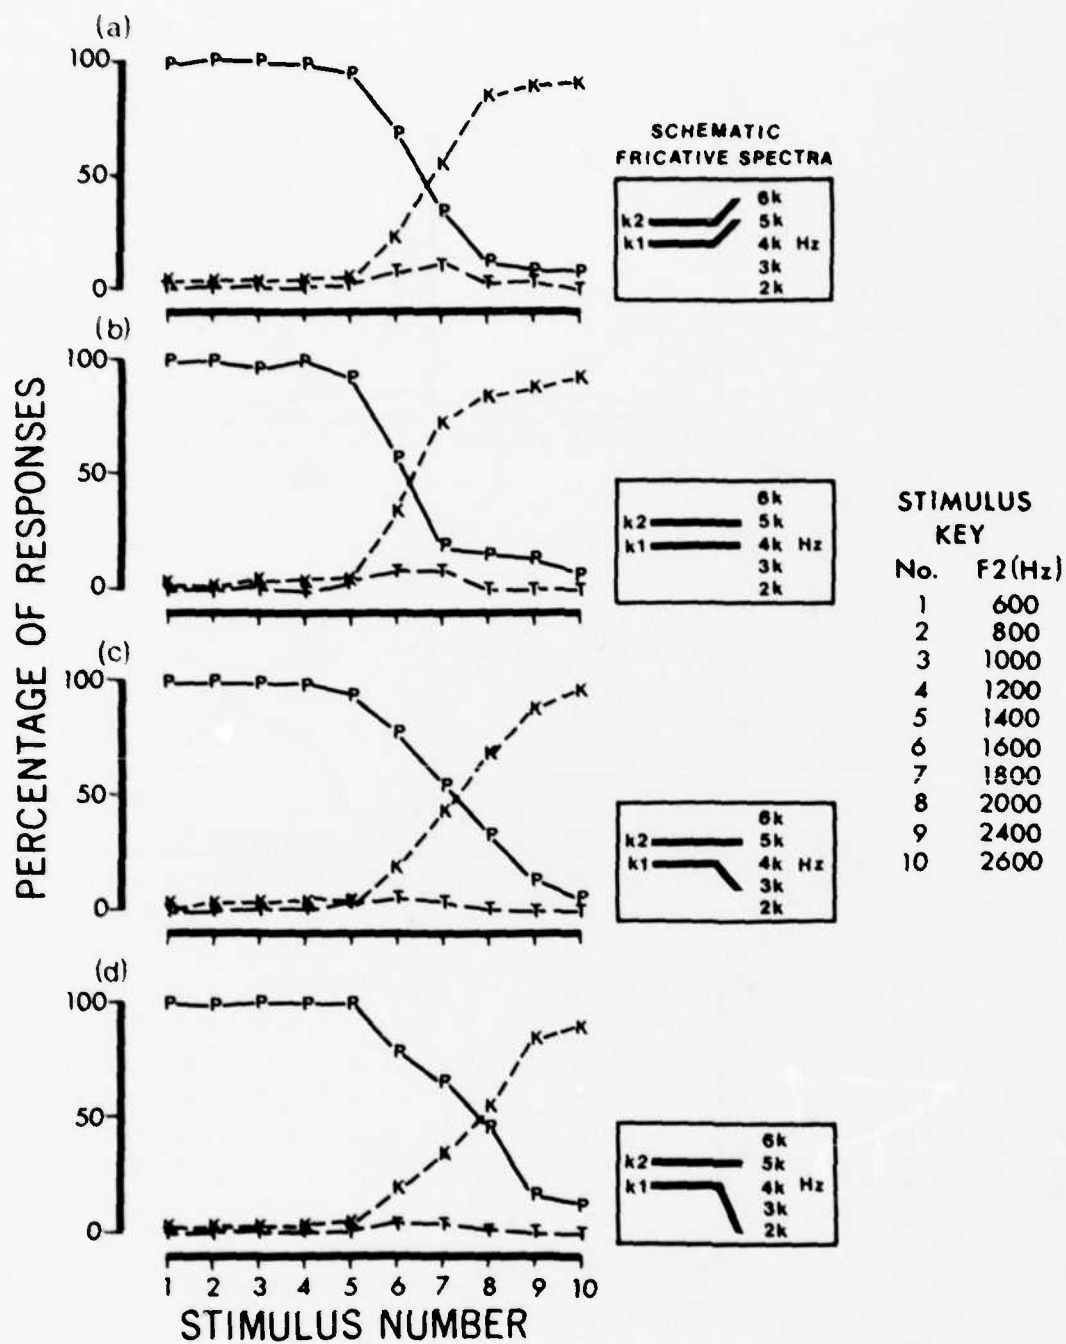 (a)
100
50
0
P P P P P P P P P P
K K K K K K K K K K
T T T T T T T T T T
SCHEMATIC
FRICATIVE SPECTRA
k2
k1
6k
5k
4k Hz
3k
2k
(b)
100
50
0
P P P P P P P P P P
K K K K K K K K K K
T T T T T T T T T T
6k
k2 5k
k1 4k Hz
3k
2k
(c)
100
50
0
P P P P P P P P P P
K K K K K K K K K K
T T T T T T T T T T
6k
k2 5k
k1 4k Hz
3k
2k
(d)
100
50
0
P P P P R P P R P P
K K K K K K K K K K
T T T T T T T T T T
6k
k2 5k
k1 4k Hz
3k
2k
1 2 3 4 5 6 7 8 9 10
STIMULUS NUMBER
PERCENTAGE OF RESPONSES
STIMULUS
KEY
No. F2(Hz)
1 600
2 800
3 1000
4 1200
5 1400
6 1600
7 1800
8 2000
9 2400
10 2600